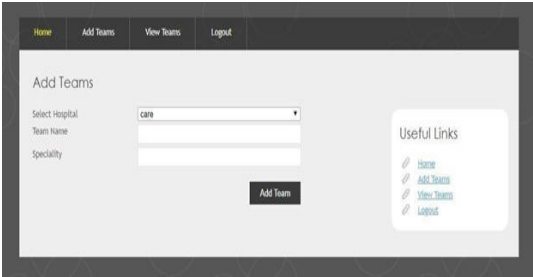 Home Add Teams View Teams Logout
Add Teams
Select Hospital care
Team Name
Speciality
Add Team
Useful Links
Home
Add Teams
View Teams
Logout